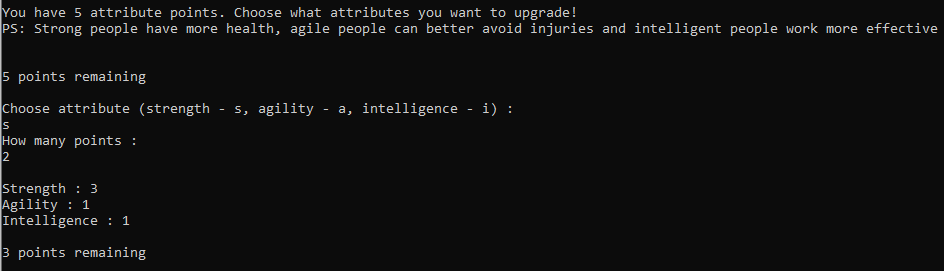 You have 5 attribute points. Choose what attributes you want to upgrade!
PS: Strong people have more health, agile people can better avoid injuries and intelligent people work more effective
5 points remaining
Choose attribute (strength - s, agility - a, intelligence - i) :
s
How many points :
2
Strength : 3
Agility : 1
Intelligence : 1
3 points remaining